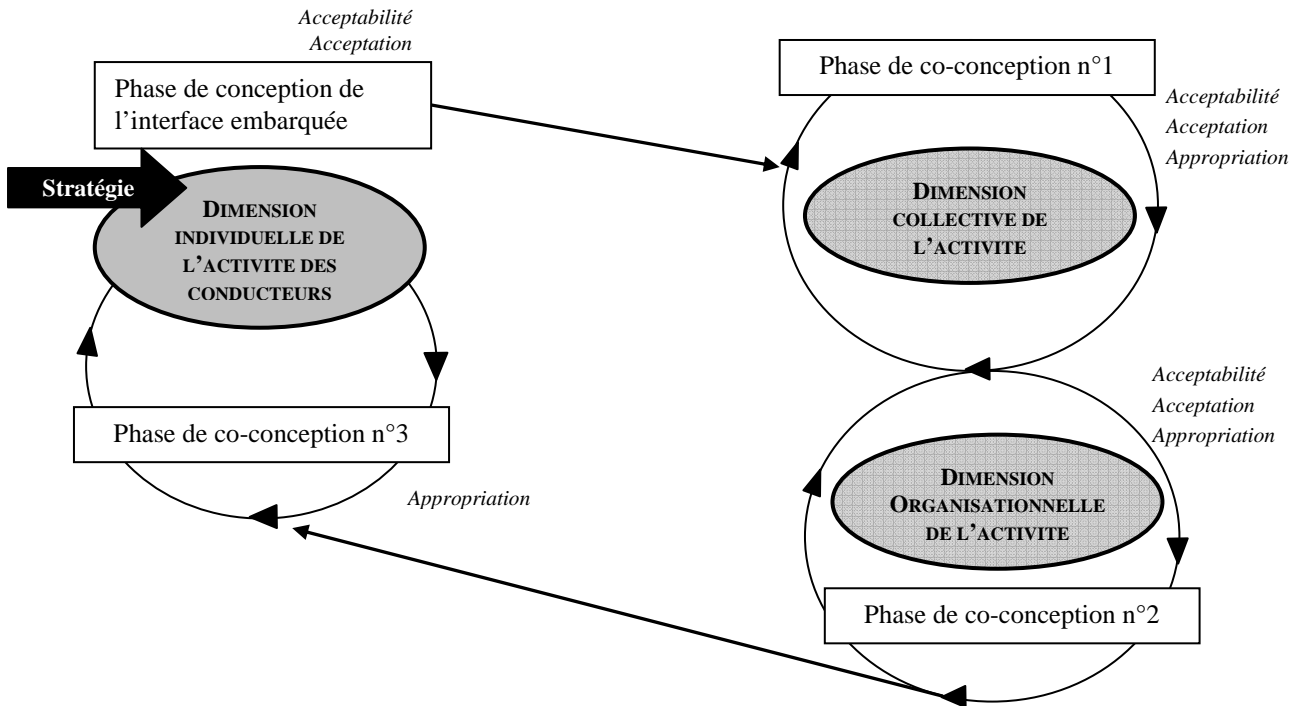 Acceptabilité
Acceptation
Phase de conception de
l’interface embarquée
Stratégie
DIMENSION
INDIVIDUELLE DE
L’ACTIVITE DES
CONDUCTEURS
Phase de co-conception n°3
Appropriation
Phase de co-conception n°1
Acceptabilité
Acceptation
Appropriation
DIMENSION
COLLECTIVE DE
L’ACTIVITE
Acceptabilité
Acceptation
Appropriation
DIMENSION
ORGANISATIONNELLE
DE L’ACTIVITE
Phase de co-conception n°2